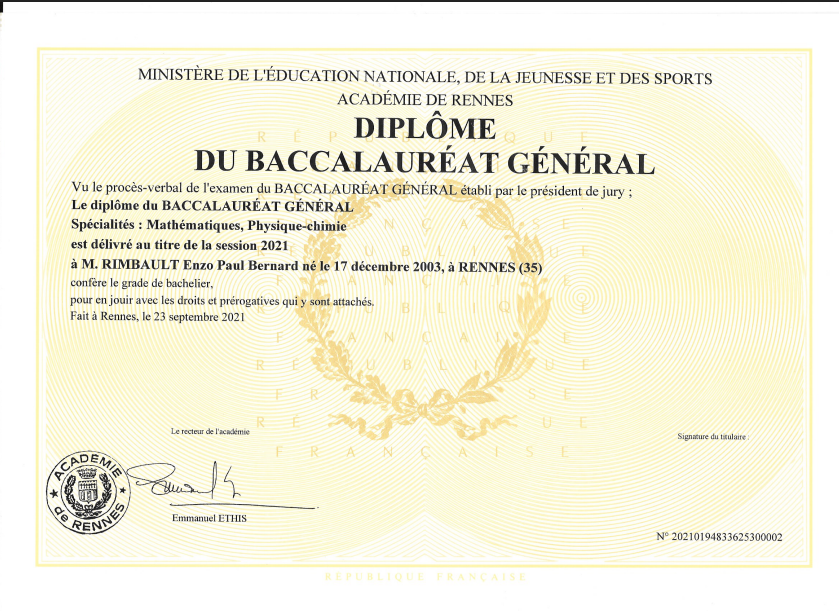 MINISTÈRE DE L'ÉDUCATION NATIONALE, DE LA JEUNESSE ET DES SPORTS
ACADÉMIE DE RENNES
DIPLÔME
DU BACCALAURÉAT GÉNÉRAL
Vu le procès-verbal de l'examen du BACCALAURÉAT GÉNÉRAL établi par le président de jury ;
Le diplôme du BACCALAURÉAT GÉNÉRAL
Spécialités : Mathématiques, Physique-chimie
est délivré au titre de la session 2021
à M. RIMBAULT Enzo Paul Bernard né le 17 décembre 2003, à RENNES (35)
confère le grade de bachelier,
pour en jouir avec les droits et prérogatives qui y sont attachés.
Fait à Rennes, le 23 septembre 2021
Le recteur de l'académie
Signature du titulaire :
ACADÉMIE
de RENNES
Emmanuel ETHIS
N° 20210194833625300002
RÉPUBLIQUE FRANÇAISE